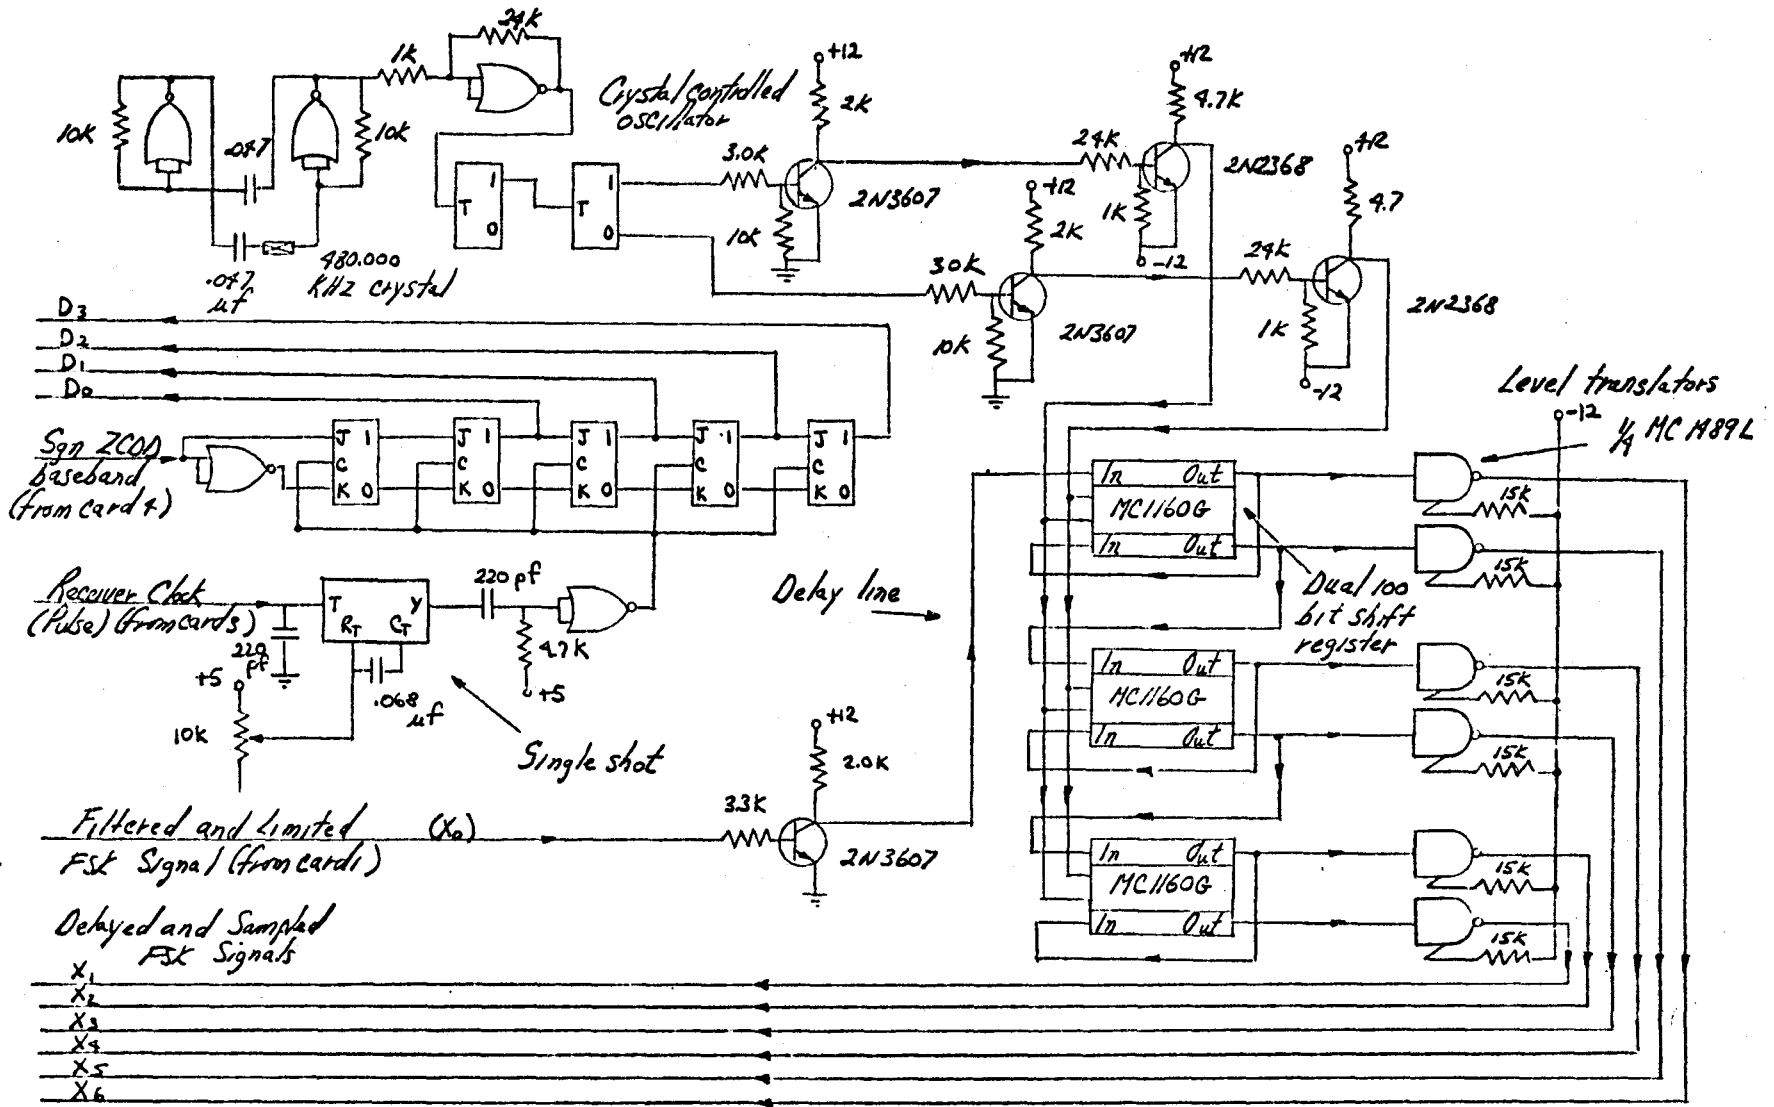 24K
1K
+12
+12
10K
.047
10K
Crystal controlled
oscillator
2K
4.7K
3.0K
24K
2N2368
+12
T
1
0
T
1
0
2N3607
+12
1K
4.7
10K
2K
-12
24K
.047
μf
480.000
KHz crystal
3.0K
2N3607
2N2368
10K
1K
-12
D3
D2
D1
D0
Level translators
-12
1/4 MC 1489L
Sgn ZCOD
baseband
(from card 4)
J 1
C
K 0
J 1
C
K 0
J 1
C
K 0
J 1
C
K 0
J 1
C
K 0
In Out
MC1160G
In Out
15K
15K
Receiver Clock
(Pulse) (from card 5)
220
pf
T Y
RT CT
220 pf
4.7K
+5
+5
10K
.068
μf
Single shot
Delay line
Dual 100
bit shift
register
In Out
MC1160G
In Out
15K
15K
+12
2.0K
Filtered and Limited (X0)
FSK Signal (from card 1)
3.3K
2N3607
In Out
MC1160G
In Out
15K
15K
Delayed and Sampled
FSK Signals
X1
X2
X3
X4
X5
X6